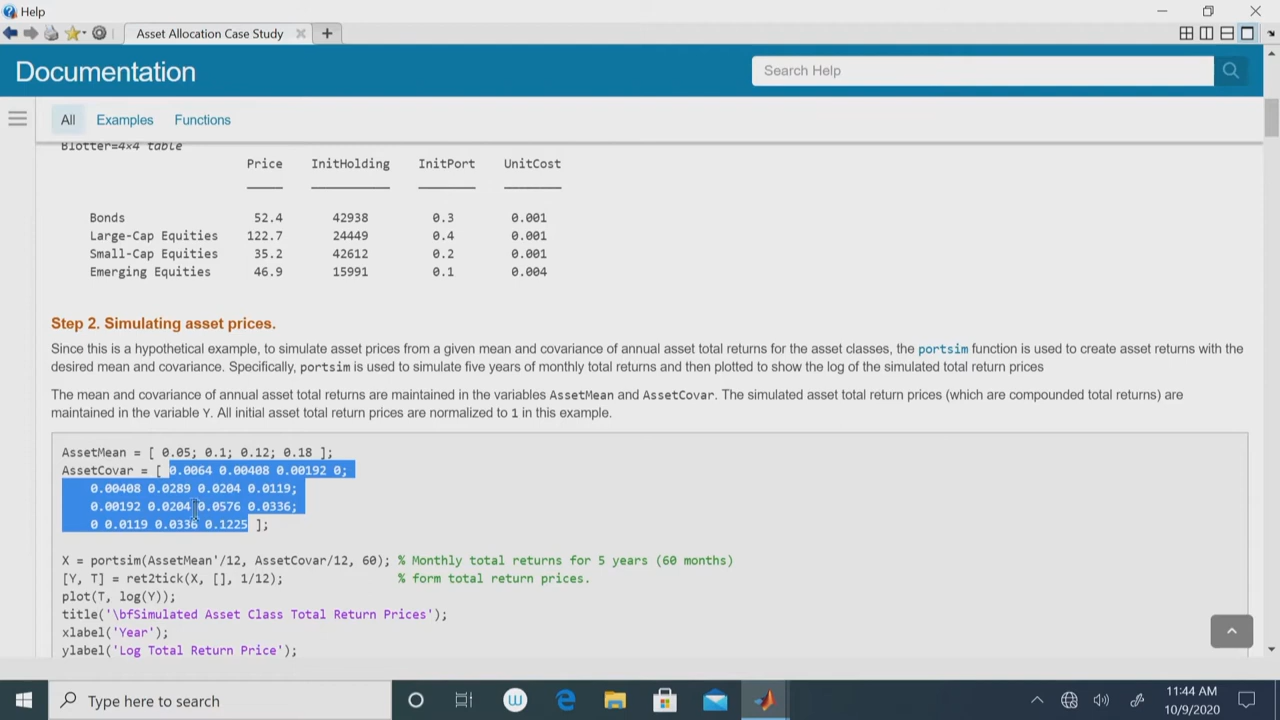 Help
Asset Allocation Case Study
Documentation
Search Help
All Examples Functions
Blotter=4×4 table
Price InitHolding InitPort UnitCost
Bonds 52.4 42938 0.3 0.001
Large-Cap Equities 122.7 24449 0.4 0.001
Small-Cap Equities 35.2 42612 0.2 0.001
Emerging Equities 46.9 15991 0.1 0.004
Step 2. Simulating asset prices.
Since this is a hypothetical example, to simulate asset prices from a given mean and covariance of annual asset total returns for the asset classes, the portsim function is used to create asset returns with the
desired mean and covariance. Specifically, portsim is used to simulate five years of monthly total returns and then plotted to show the log of the simulated total return prices
The mean and covariance of annual asset total returns are maintained in the variables AssetMean and AssetCovar. The simulated asset total return prices (which are compounded total returns) are
maintained in the variable Y. All initial asset total return prices are normalized to 1 in this example.
AssetMean = [ 0.05; 0.1; 0.12; 0.18 ];
AssetCovar = [ 0.0064 0.00408 0.00192 0;
0.00408 0.0289 0.0204 0.0119;
0.00192 0.0204 0.0576 0.0336;
0 0.0119 0.0336 0.1225 ];
X = portsim(AssetMean'/12, AssetCovar/12, 60); % Monthly total returns for 5 years (60 months)
[Y, T] = ret2tick(X, [], 1/12); % form total return prices.
plot(T, log(Y));
title('\bfSimulated Asset Class Total Return Prices');
xlabel('Year');
ylabel('Log Total Return Price');
Type here to search
11:44 AM
10/9/2020